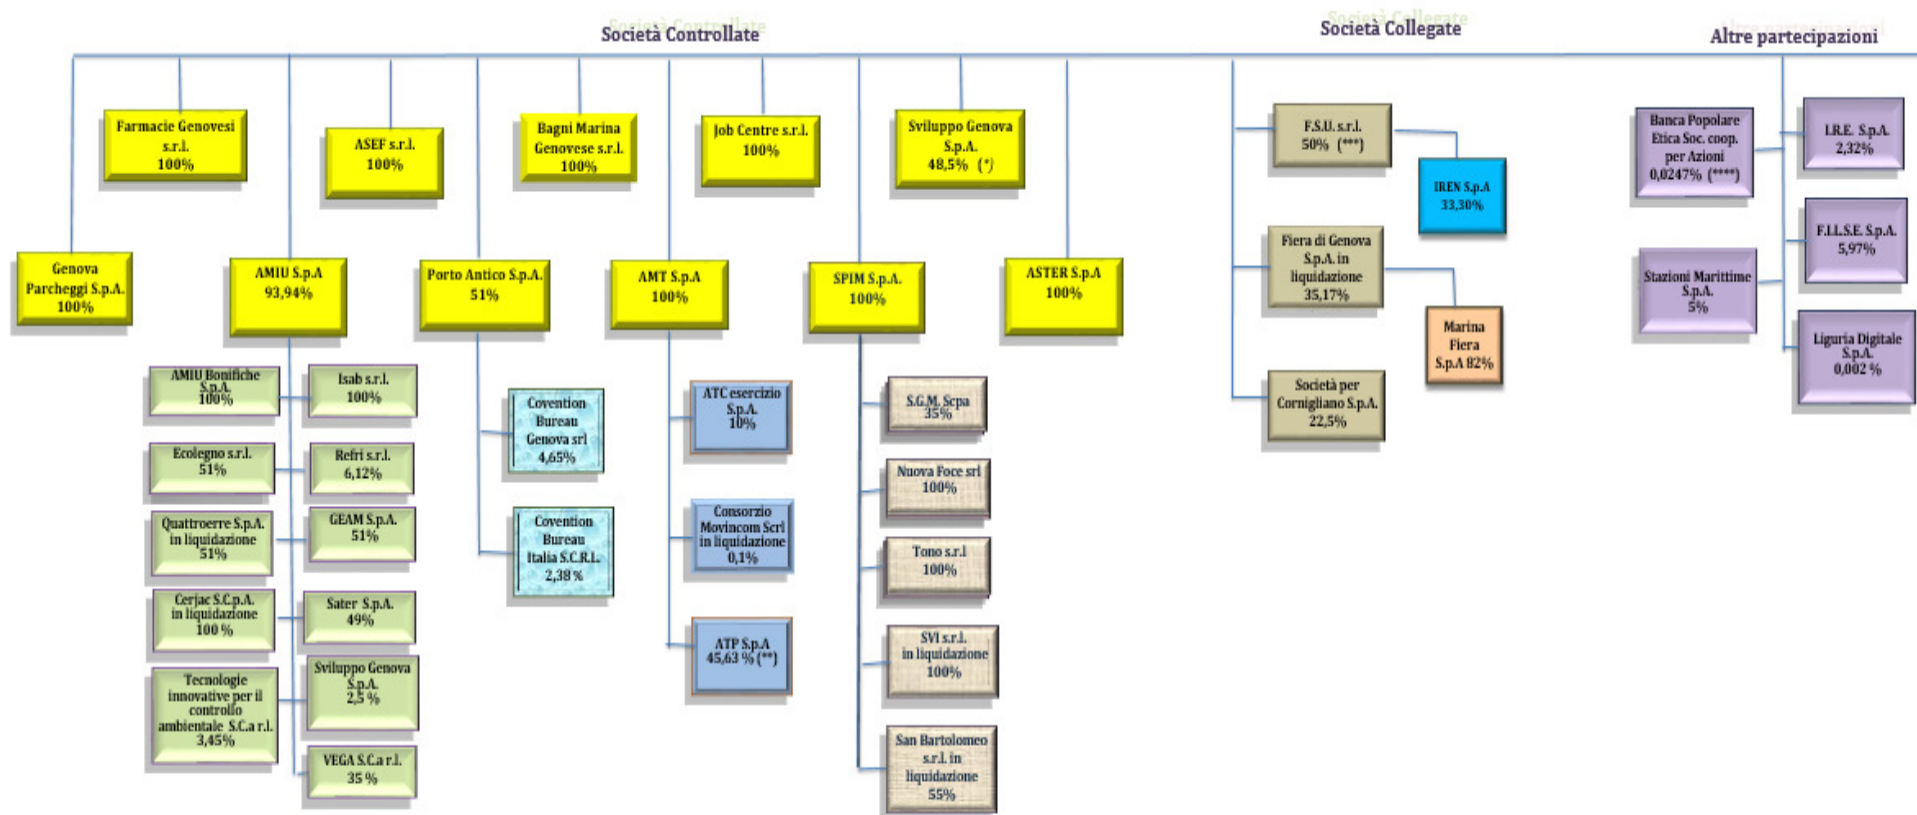 Società Controllate
Società Collegate
Altre partecipazioni
Farmacie Genovesi
s.r.l.
100%
ASEF s.r.l.
100%
Bagni Marina
Genovese s.r.l.
100%
Job Centre s.r.l.
100%
Sviluppo Genova
S.p.A.
48,5% (*)
Genova
Parcheggi S.p.A.
100%
AMIU S.p.A
93,94%
Porto Antico S.p.A.
51%
AMT S.p.A
100%
SPIM S.p.A.
100%
ASTER S.p.A
100%
AMIU Bonifiche
S.p.A.
100%
Isab s.r.l.
100%
Ecolegno s.r.l.
51%
Refri s.r.l.
6,12%
Quattroerre S.p.A.
in liquidazione
51%
GEAM S.p.A.
51%
Cerjac S.C.p.A.
in liquidazione
100 %
Sater S.p.A.
49%
Tecnologie
innovative per il
controllo
ambientale S.C.a r.l.
3,45%
Sviluppo Genova
S.p.A.
2,5 %
VEGA S.C.a r.l.
35 %
Covention
Bureau
Genova srl
4,65%
Covention
Bureau
Italia S.C.R.L.
2,38 %
ATC esercizio
S.p.A.
10%
Consorzio
Movincom Scrl
in liquidazione
0,1%
ATP S.p.A
45,63 % (**)
S.G.M. Scpa
35%
Nuova Foce srl
100%
Tono s.r.l
100%
SVI s.r.l.
in liquidazione
100%
San Bartolomeo
s.r.l. in
liquidazione
55%
F.S.U. s.r.l.
50% (***)
IREN S.p.A
33,30%
Fiera di Genova
S.p.A. in
liquidazione
35,17%
Marina
Fiera
S.p.A 82%
Società per
Cornigliano S.p.A.
22,5%
Banca Popolare
Etica Soc. coop.
per Azioni
0,0247% (****)
I.R.E. S.p.A.
2,32%
F.I.L.S.E. S.p.A.
5,97%
Stazioni Marittime
S.p.A.
5%
Liguria Digitale
S.p.A.
0,002 %